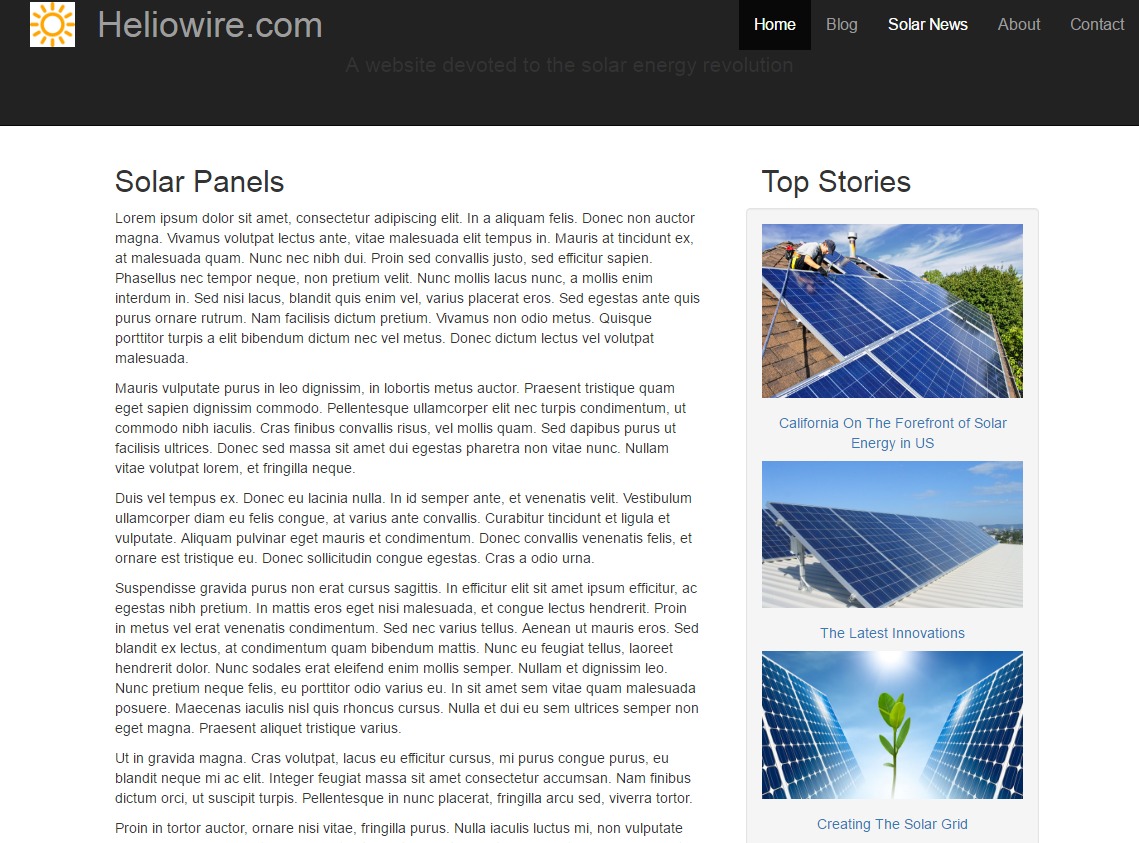 Heliowire.com
Home Blog Solar News About Contact
A website devoted to the solar energy revolution
Solar Panels
Lorem ipsum dolor sit amet, consectetur adipiscing elit. In a aliquam felis. Donec non auctor
magna. Vivamus volutpat lectus ante, vitae malesuada elit tempus in. Mauris at tincidunt ex,
at malesuada quam. Nunc nec nibh dui. Proin sed convallis justo, sed efficitur sapien.
Phasellus nec tempor neque, non pretium velit. Nunc mollis lacus nunc, a mollis enim
interdum in. Sed nisi lacus, blandit quis enim vel, varius placerat eros. Sed egestas ante quis
purus ornare rutrum. Nam facilisis dictum pretium. Vivamus non odio metus. Quisque
porttitor turpis a elit bibendum dictum nec vel metus. Donec dictum lectus vel volutpat
malesuada.
Mauris vulputate purus in leo dignissim, in lobortis metus auctor. Praesent tristique quam
eget sapien dignissim commodo. Pellentesque ullamcorper elit nec turpis condimentum, ut
commodo nibh iaculis. Cras finibus convallis risus, vel mollis quam. Sed dapibus purus ut
facilisis ultrices. Donec sed massa sit amet dui egestas pharetra non vitae nunc. Nullam
vitae volutpat lorem, et fringilla neque.
Duis vel tempus ex. Donec eu lacinia nulla. In id semper ante, et venenatis velit. Vestibulum
ullamcorper diam eu felis congue, at varius ante convallis. Curabitur tincidunt et ligula et
vulputate. Aliquam pulvinar eget mauris et condimentum. Donec convallis venenatis felis, et
ornare est tristique eu. Donec sollicitudin congue egestas. Cras a odio urna.
Suspendisse gravida purus non erat cursus sagittis. In efficitur elit sit amet ipsum efficitur, ac
egestas nibh pretium. In mattis eros eget nisi malesuada, et congue lectus hendrerit. Proin
in metus vel erat venenatis condimentum. Sed nec varius tellus. Aenean ut mauris eros. Sed
blandit ex lectus, at condimentum quam bibendum mattis. Nunc eu feugiat tellus, laoreet
hendrerit dolor. Nunc sodales erat eleifend enim mollis semper. Nullam et dignissim leo.
Nunc pretium neque felis, eu porttitor odio varius eu. In sit amet sem vitae quam malesuada
posuere. Maecenas iaculis nisl quis rhoncus cursus. Nulla et dui eu sem ultrices semper non
eget magna. Praesent aliquet tristique varius.
Ut in gravida magna. Cras volutpat, lacus eu efficitur cursus, mi purus congue purus, eu
blandit neque mi ac elit. Integer feugiat massa sit amet consectetur accumsan. Nam finibus
dictum orci, ut suscipit turpis. Pellentesque in nunc placerat, fringilla arcu sed, viverra tortor.
Proin in tortor auctor, ornare nisi vitae, fringilla purus. Nulla iaculis luctus mi, non vulputate
Top Stories
California On The Forefront of Solar
Energy in US
The Latest Innovations
Creating The Solar Grid